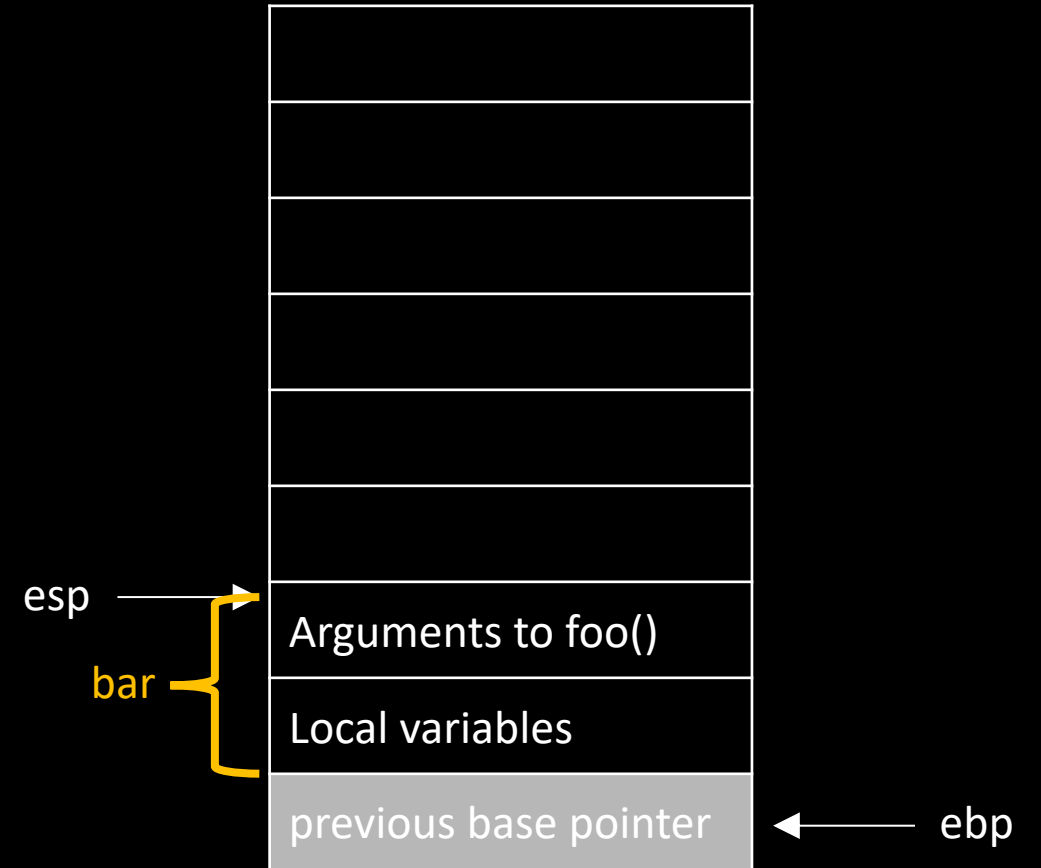 esp
Arguments to foo()
bar
Local variables
previous base pointer
ebp